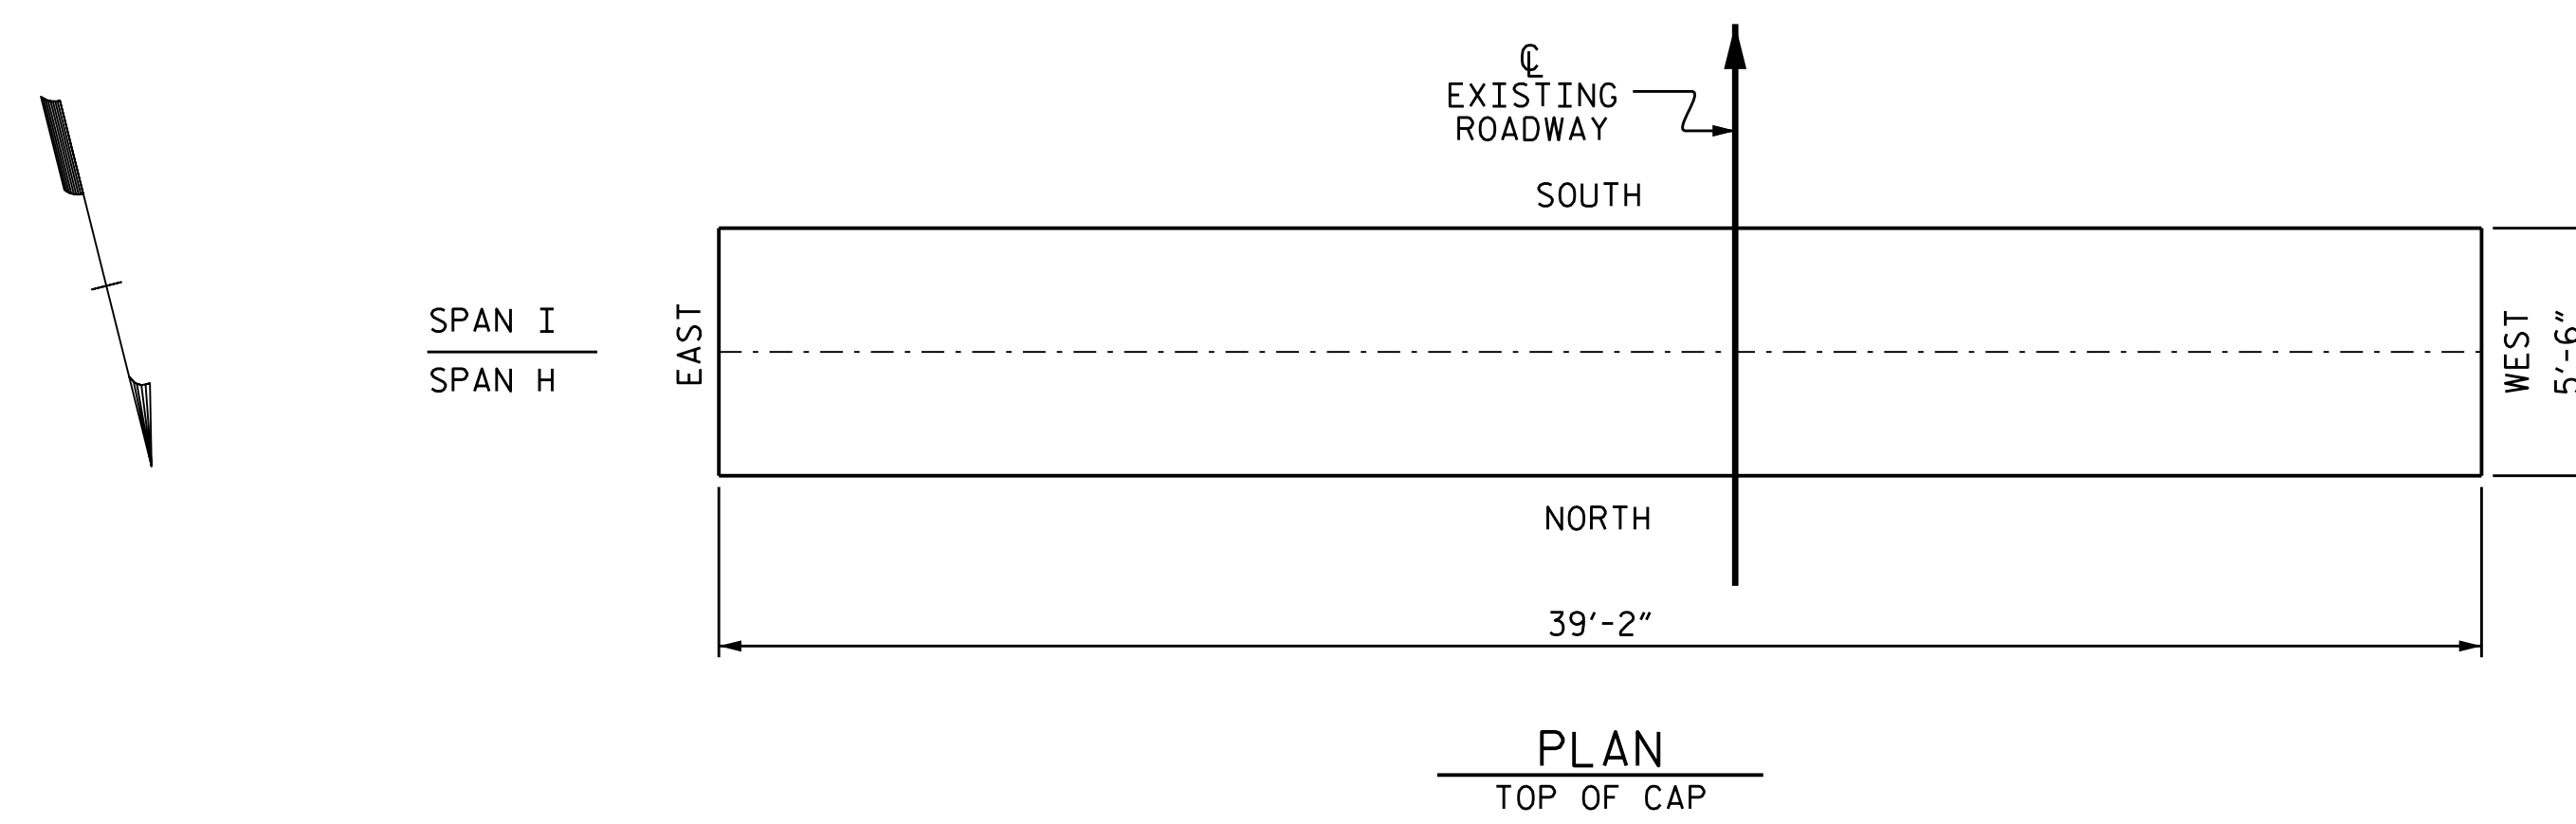 ℄
EXISTING
ROADWAY
SOUTH
SPAN I
SPAN H
EAST
WEST
5'-6"
NORTH
39'-2"
PLAN
TOP OF CAP